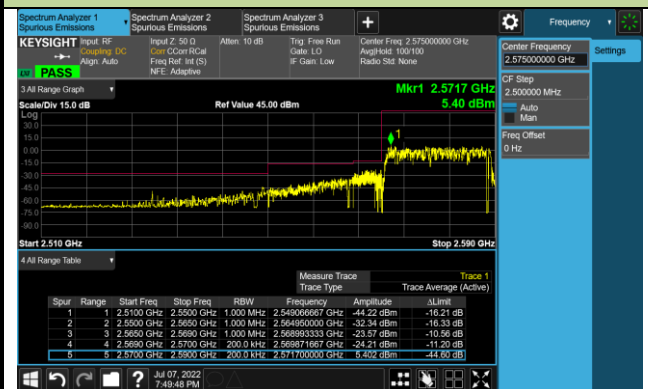 Spectrum Analyzer 1
Spurious Emissions
Spectrum Analyzer 2
Spurious Emissions
Spectrum Analyzer 3
Spurious Emissions
+
Frequency
KEYSIGHT
Input: RF
Coupling: DC
Align: Auto
Input Z: 50 Ω
Corr CCorr RCal
Freq Ref: Int (S)
NFE: Adaptive
Atten: 10 dB
Trig: Free Run
Gate: LO
IF Gain: Low
Center Freq: 2.575000000 GHz
Avg|Hold: 100/100
Radio Std: None
PASS
Center Frequency
2.575000000 GHz
Settings
CF Step
2.500000 MHz
Auto
Man
Freq Offset
0 Hz
3 All Range Graph
Mkr1 2.5717 GHz
5.40 dBm
Scale/Div 15.0 dB
Ref Value 45.00 dBm
Log
30.0
15.0
0.00
-15.0
-30.0
-45.0
-60.0
-75.0
-90.0
1
Start 2.510 GHz
Stop 2.590 GHz
4 All Range Table
Measure Trace Trace 1
Trace Type Trace Average (Active)
Spur Range Start Freq Stop Freq RBW Frequency Amplitude ΔLimit
1 1 2.5100 GHz 2.5500 GHz 1.000 MHz 2.549066667 GHz -44.22 dBm -16.21 dB
2 2 2.5500 GHz 2.5650 GHz 1.000 MHz 2.564950000 GHz -32.34 dBm -16.33 dB
3 3 2.5650 GHz 2.5690 GHz 1.000 MHz 2.568993333 GHz -23.57 dBm -10.56 dB
4 4 2.5690 GHz 2.5700 GHz 200.0 kHz 2.569871667 GHz -24.21 dBm -11.20 dB
5 5 2.5700 GHz 2.5900 GHz 200.0 kHz 2.571700000 GHz 5.402 dBm -44.60 dB
Jul 07, 2022
7:49:48 PM